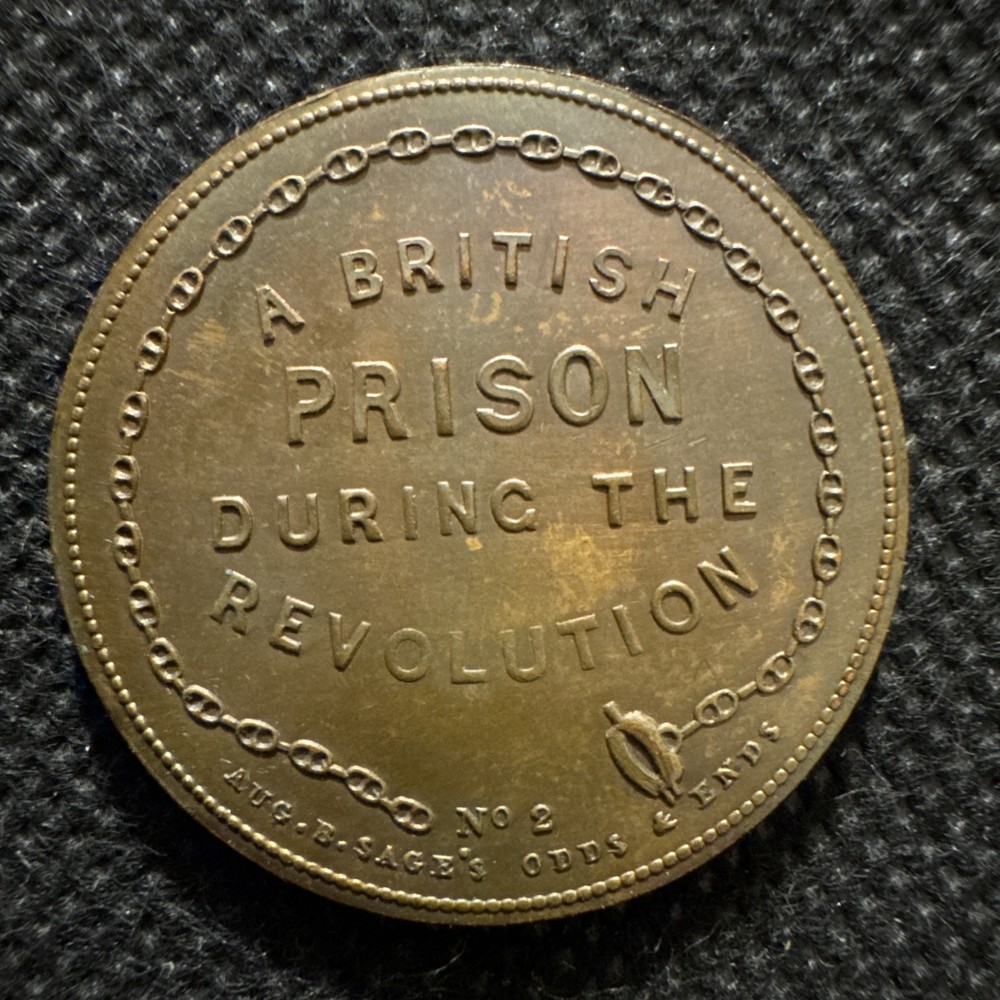 A BRITISH
PRISON
DURING THE
REVOLUTION
No 2
AUG. B. SAGE'S ODDS & ENDS